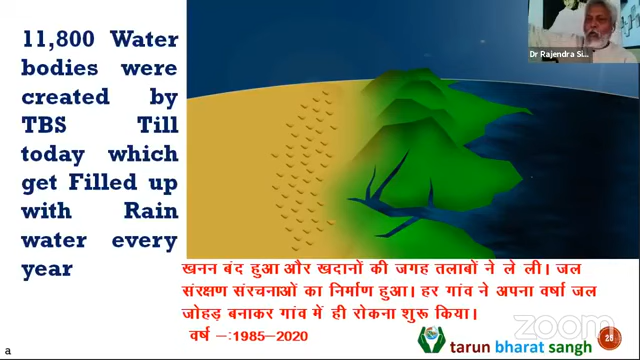 11,800 Water
bodies were
created by
TBS Till
today which
get Filled up
with Rain
water every
year
Dr Rajendra Si...
खनन बंद हुआ और खदानों की जगह तालाबों ने ले ली। जल
संरक्षण संरचनाओं का निर्माण हुआ। हर गांव ने अपना वर्षा जल
जोहड़ बनाकर गांव में ही रोकना शुरू किया।
वर्ष –:1985–2020
tarun bharat sangh
zoom
28
a